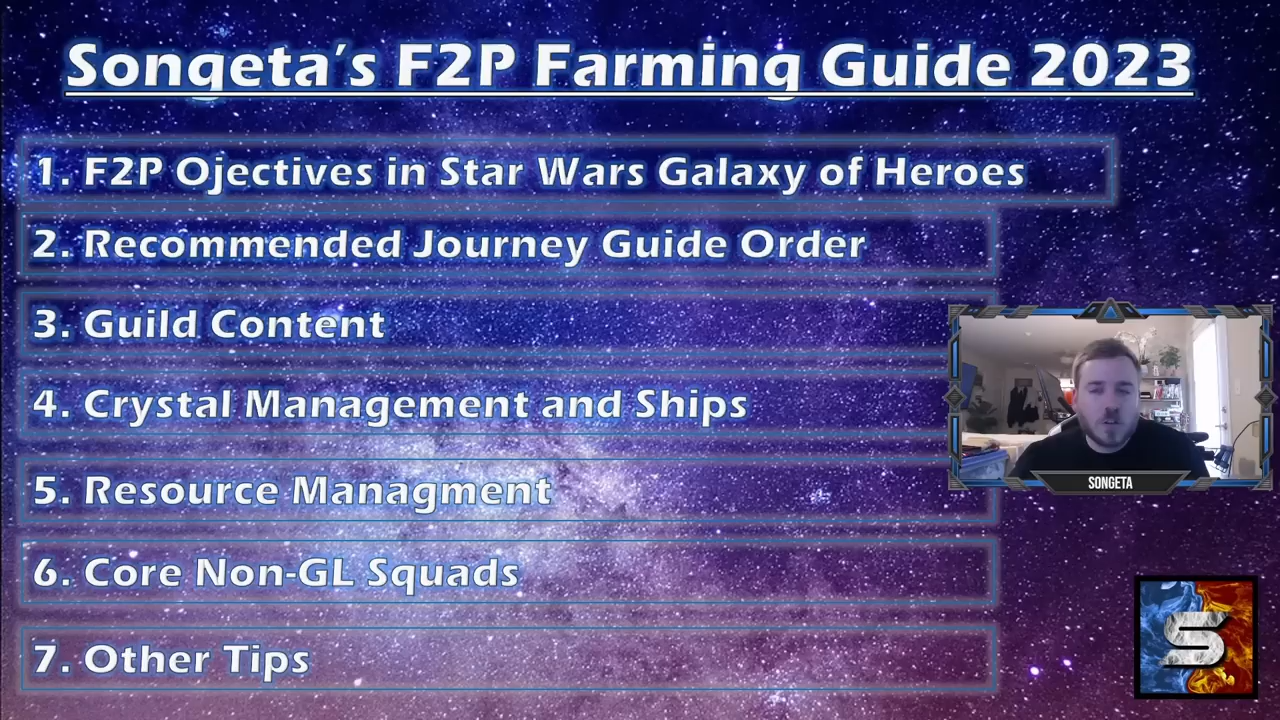 Songeta's F2P Farming Guide 2023
1. F2P Ojectives in Star Wars Galaxy of Heroes
2. Recommended Journey Guide Order
3. Guild Content
4. Crystal Management and Ships
SONGETA
5. Resource Managment
6. Core Non-GL Squads
7. Other Tips
S